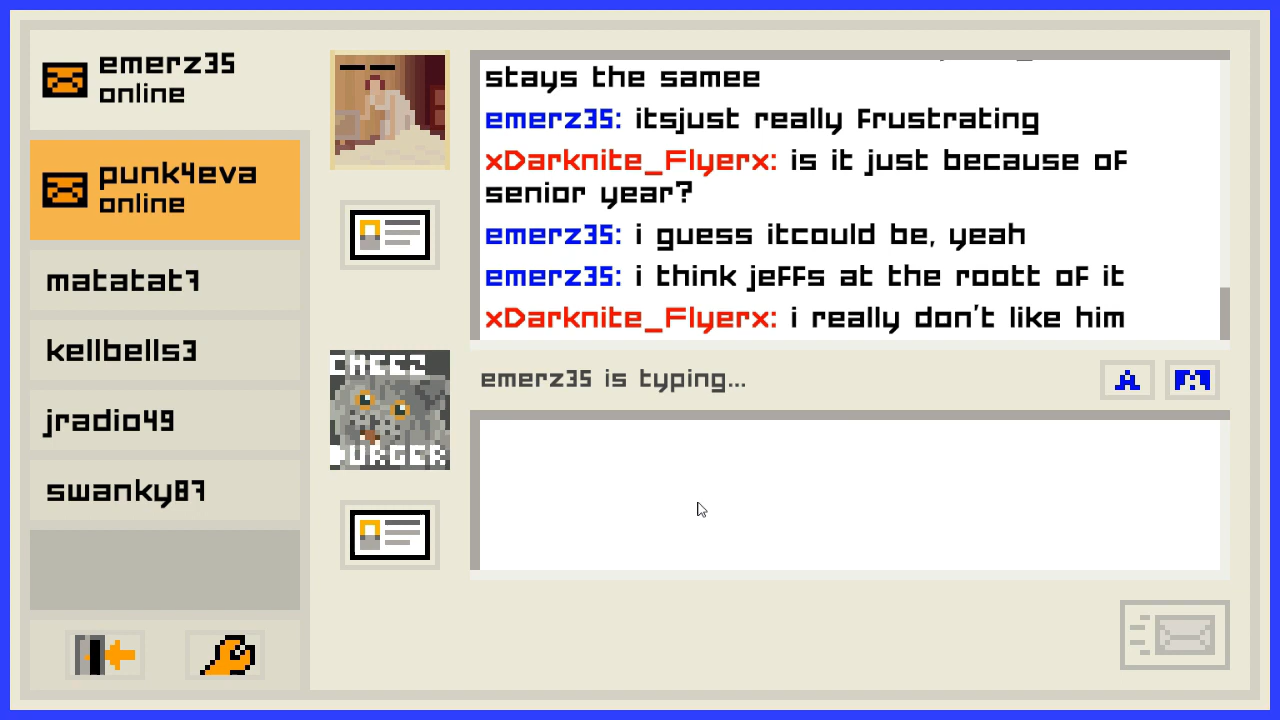 emerz35
online
punk4eva
online
matatat7
kellbells3
jradio49
swanky87
CHEEZ
BURGER
stays the samee
emerz35: itsjust really frustrating
xDarknite_Flyerx: is it just because of
senior year?
emerz35: i guess itcould be, yeah
emerz35: i think jeffs at the roott of it
xDarknite_Flyerx: i really don't like him
emerz35 is typing...
A